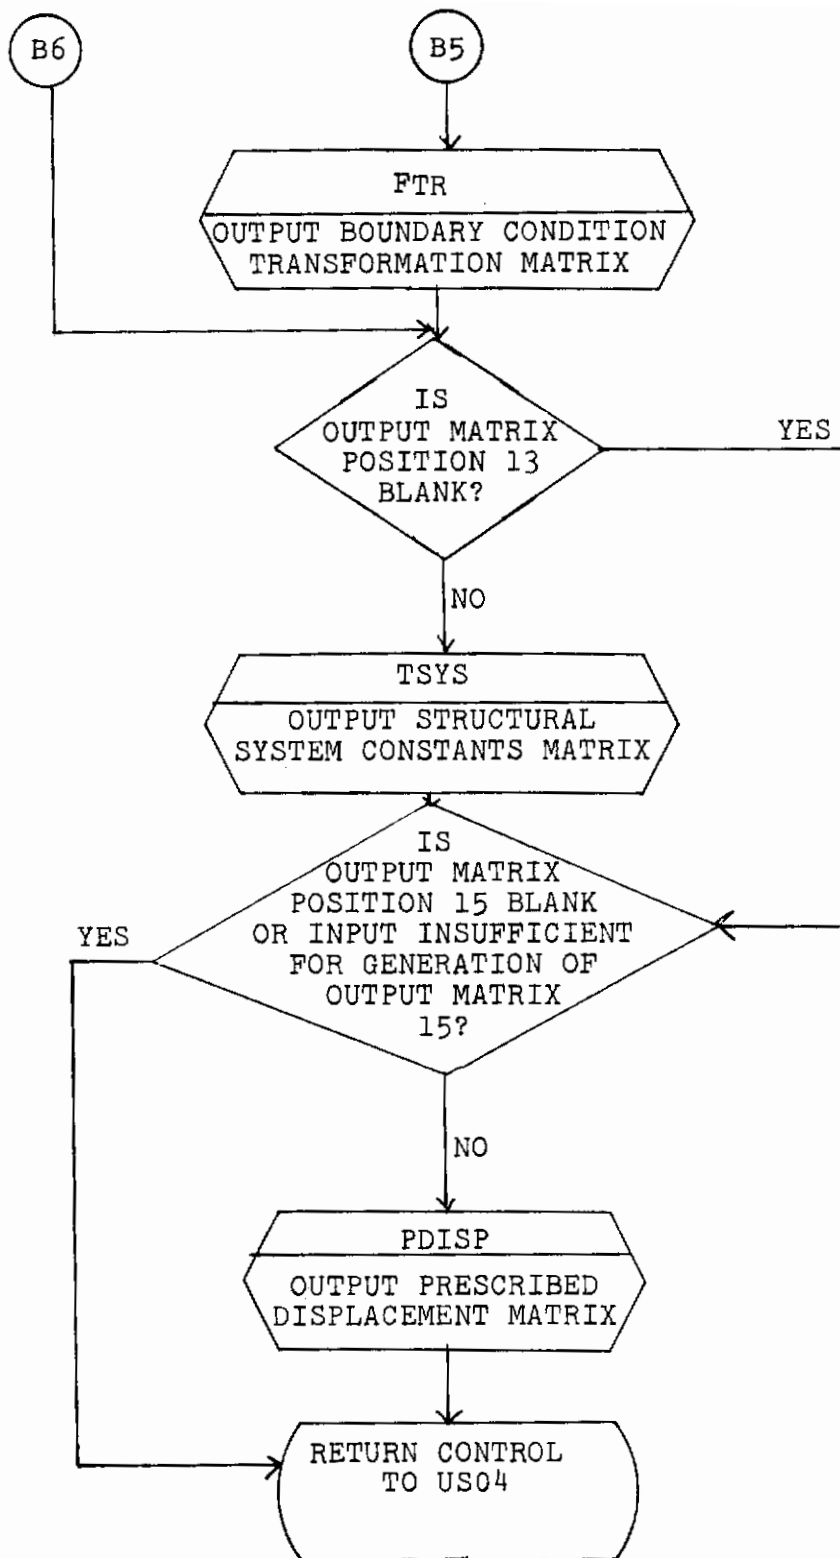 B6
B5
FTR
OUTPUT BOUNDARY CONDITION
TRANSFORMATION MATRIX
IS
OUTPUT MATRIX
POSITION 13
BLANK?
YES
NO
TSYS
OUTPUT STRUCTURAL
SYSTEM CONSTANTS MATRIX
IS
OUTPUT MATRIX
POSITION 15 BLANK
OR INPUT INSUFFICIENT
FOR GENERATION OF
OUTPUT MATRIX
15?
YES
NO
PDISP
OUTPUT PRESCRIBED
DISPLACEMENT MATRIX
RETURN CONTROL
TO US04